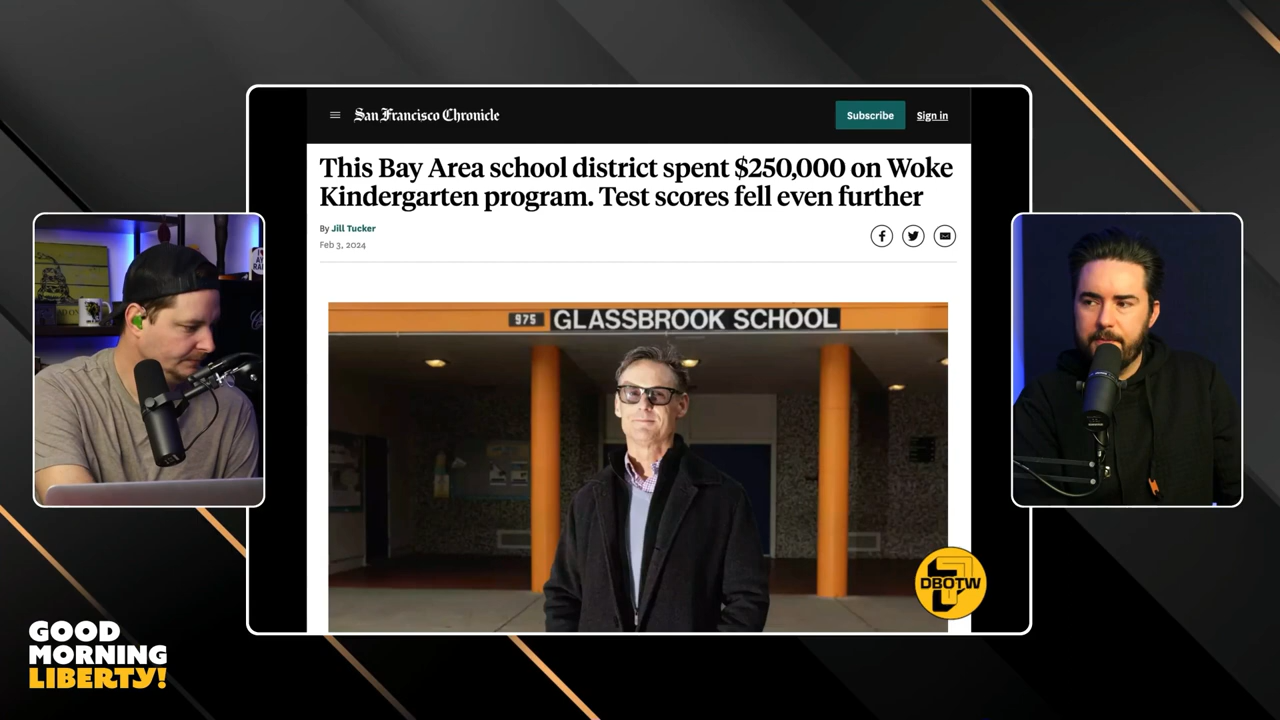 San Francisco Chronicle
Subscribe
Sign in
This Bay Area school district spent $250,000 on Woke
Kindergarten program. Test scores fell even further
By Jill Tucker
Feb 3, 2024
975 GLASSBROOK SCHOOL
DBOTW
GOOD
MORNING
LIBERTY!